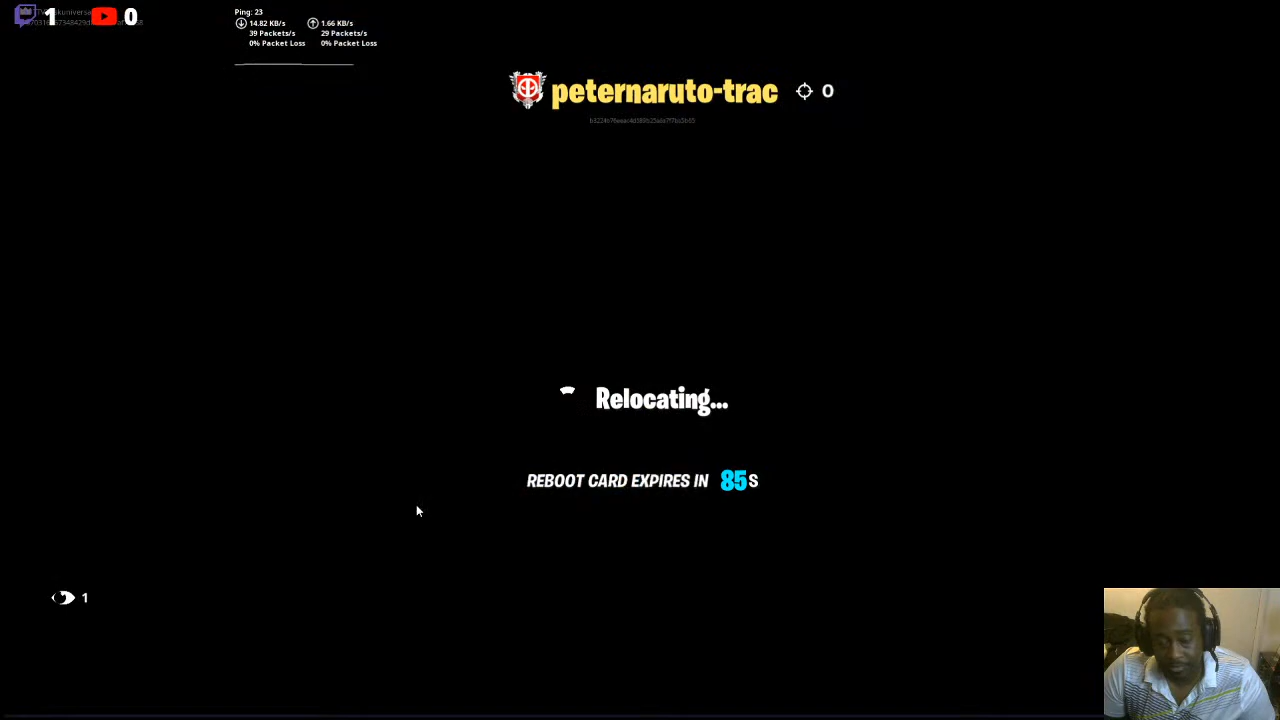 1
0
Ping: 23
14.82 KB/s 1.66 KB/s
39 Packets/s 29 Packets/s
0% Packet Loss 0% Packet Loss
peternaruto-trac 0
Relocating...
REBOOT CARD EXPIRES IN 85S
1